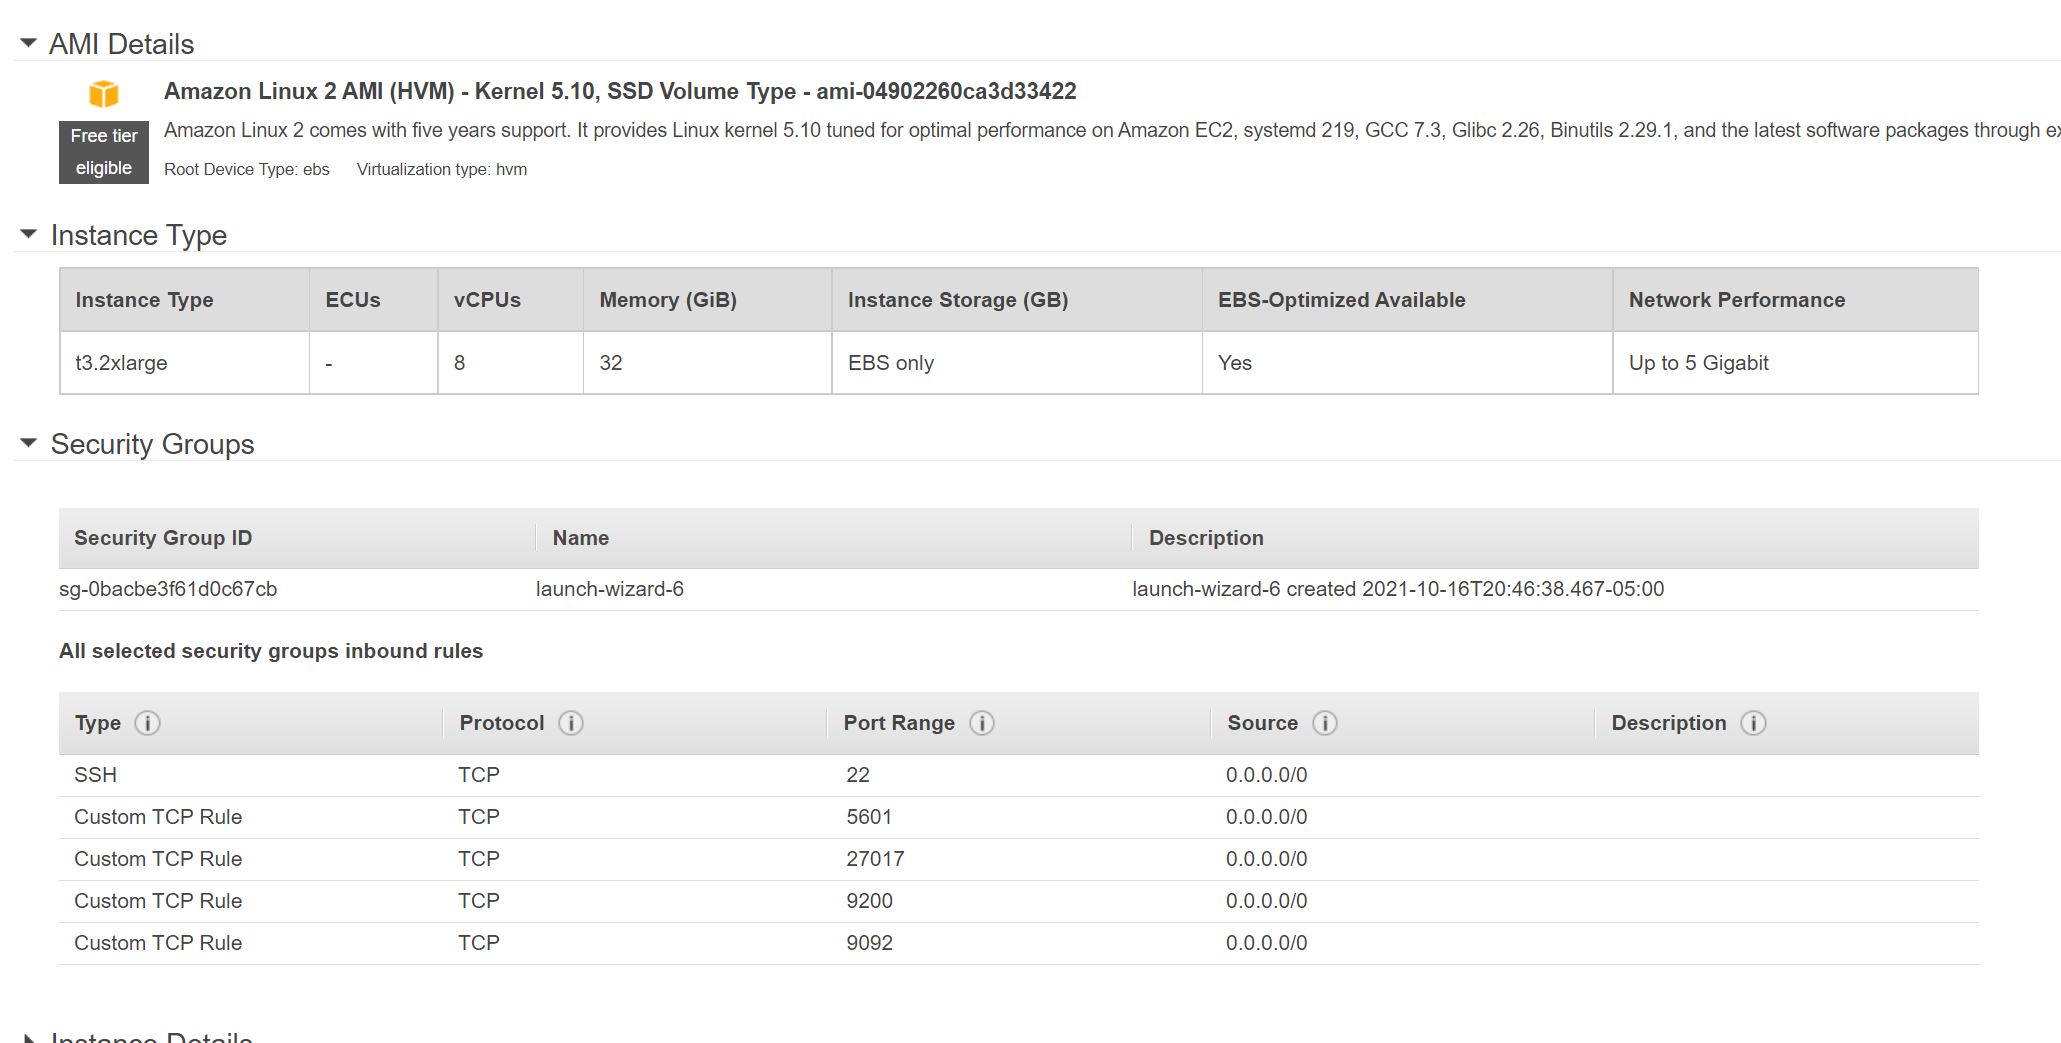 AMI Details
Amazon Linux 2 AMI (HVM) - Kernel 5.10, SSD Volume Type - ami-04902260ca3d33422
Free tier
eligible
Amazon Linux 2 comes with five years support. It provides Linux kernel 5.10 tuned for optimal performance on Amazon EC2, systemd 219, GCC 7.3, Glibc 2.26, Binutils 2.29.1, and the latest software packages through
Root Device Type: ebs Virtualization type: hvm
Instance Type
Instance Type ECUs vCPUs Memory (GiB) Instance Storage (GB) EBS-Optimized Available Network Performance
t3.2xlarge - 8 32 EBS only Yes Up to 5 Gigabit
Security Groups
Security Group ID Name Description
sg-0bacbe3f61d0c67cb launch-wizard-6 launch-wizard-6 created 2021-10-16T20:46:38.467-05:00
All selected security groups inbound rules
Type Protocol Port Range Source Description
SSH TCP 22 0.0.0.0/0
Custom TCP Rule TCP 5601 0.0.0.0/0
Custom TCP Rule TCP 27017 0.0.0.0/0
Custom TCP Rule TCP 9200 0.0.0.0/0
Custom TCP Rule TCP 9092 0.0.0.0/0
Instance Details